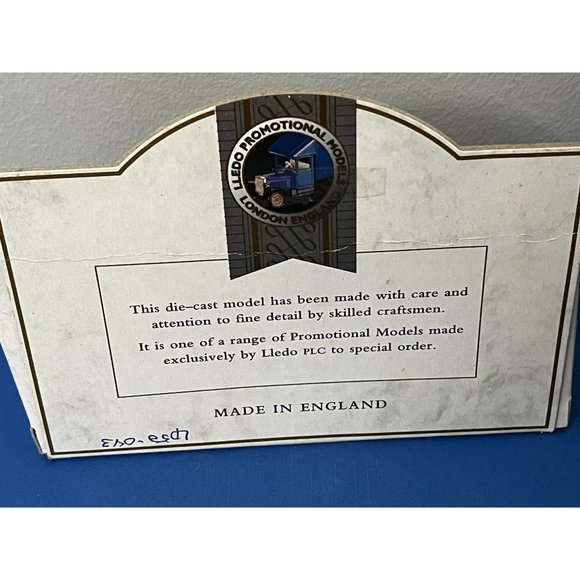 LLEDO PROMOTIONAL MODELS
LONDON ENGLAND
This die-cast model has been made with care and
attention to fine detail by skilled craftsmen.
It is one of a range of Promotional Models made
exclusively by Lledo PLC to special order.
MADE IN ENGLAND